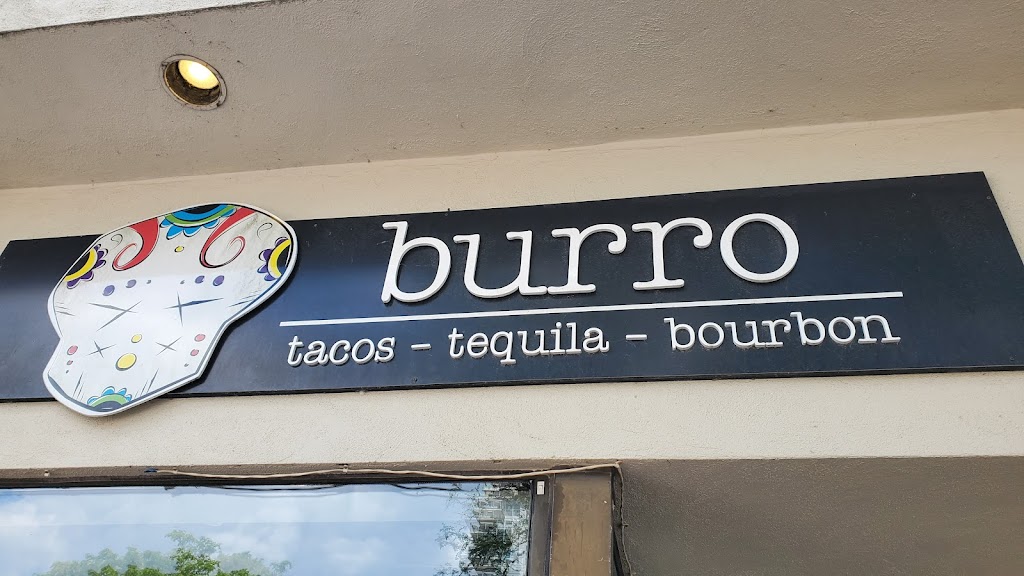 burro
tacos - tequila - bourbon